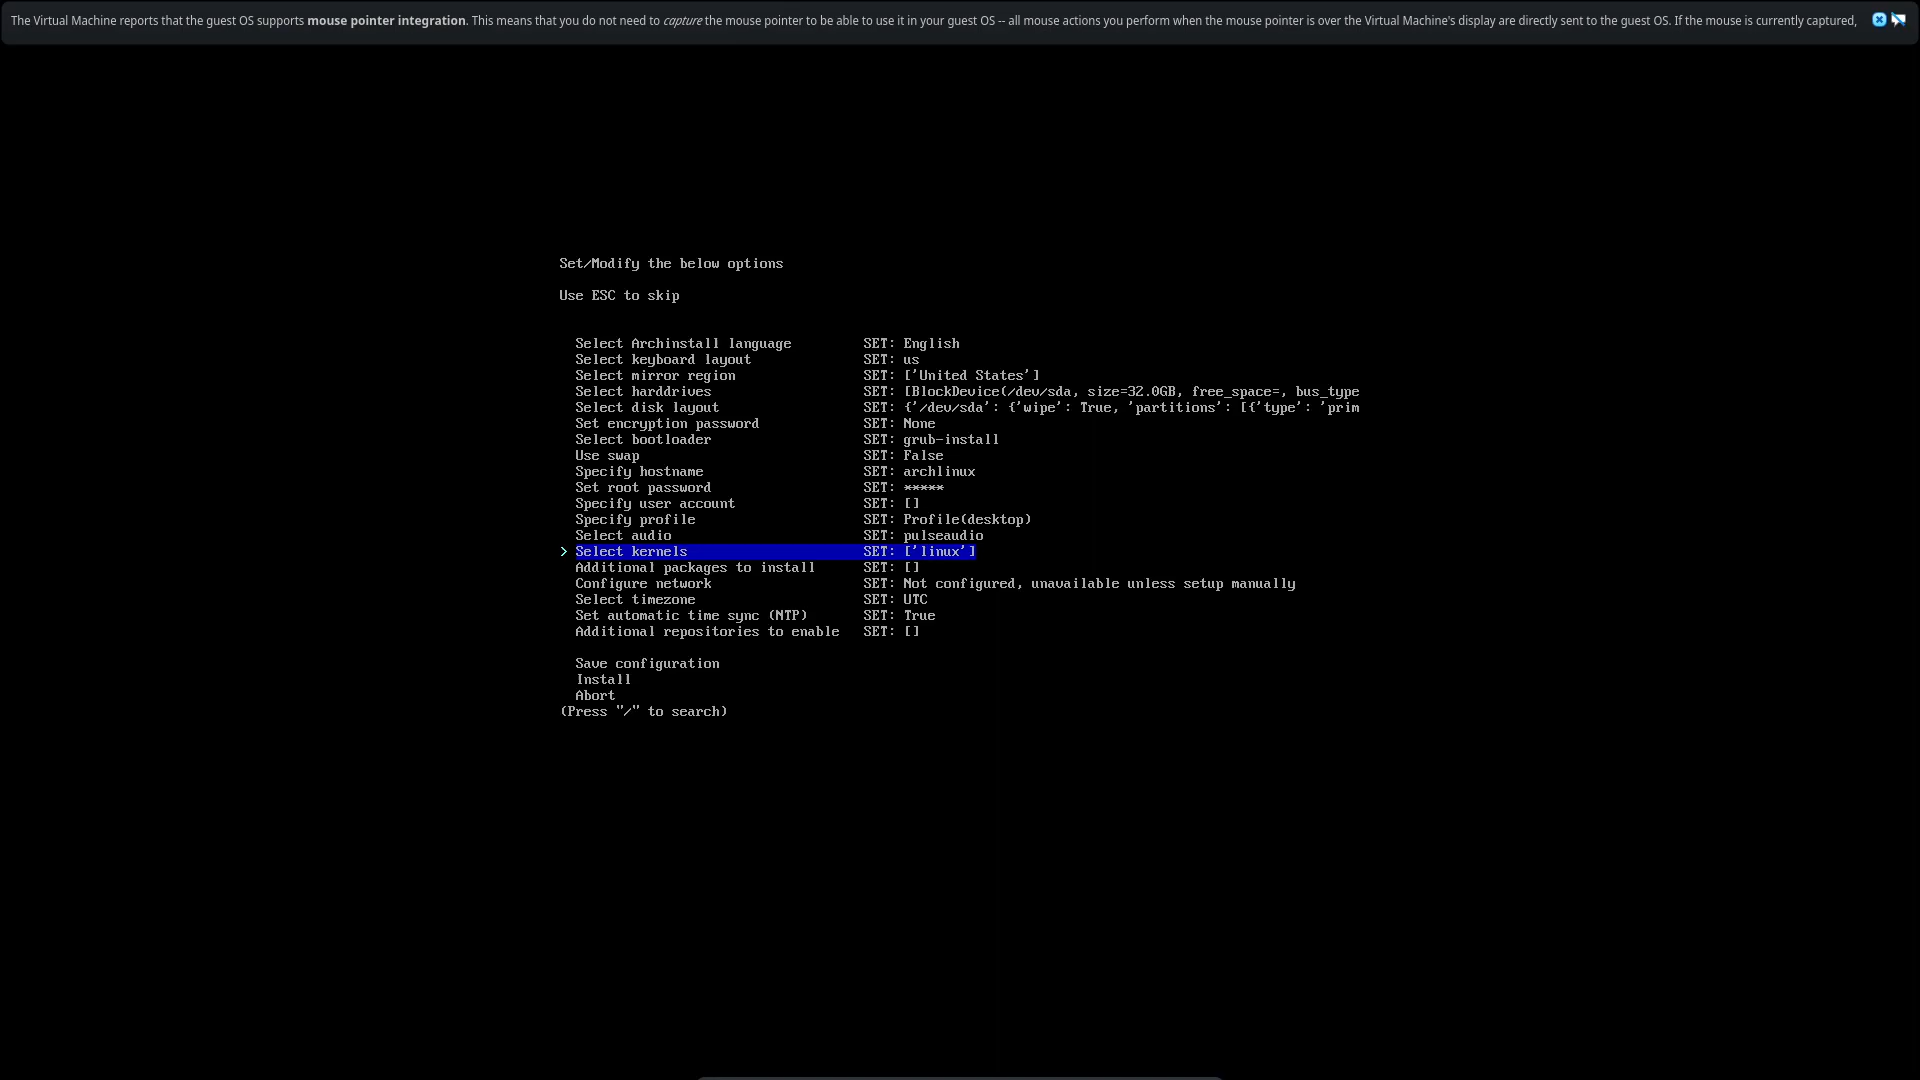 The Virtual Machine reports that the guest OS supports mouse pointer integration. This means that you do not need to capture the mouse pointer to be able to use it in your guest OS -- all mouse actions you perform when the mouse pointer is over the Virtual Machine's display are directly sent to the guest OS. If the mouse is currently captured,
Set/Modify the below options
Use ESC to skip
Select Archinstall language SET: English
Select keyboard layout SET: us
Select mirror region SET: ['United States']
Select harddrives SET: [BlockDevice(/dev/sda, size=32.0GB, free_space=, bus_type
Select disk layout SET: {'/dev/sda': {'wipe': True, 'partitions': [{'type': 'prim
Set encryption password SET: None
Select bootloader SET: grub-install
Use swap SET: False
Specify hostname SET: archlinux
Set root password SET: *****
Specify user account SET: []
Specify profile SET: Profile(desktop)
Select audio SET: pulseaudio
> Select kernels SET: ['linux']
Additional packages to install SET: []
Configure network SET: Not configured, unavailable unless setup manually
Select timezone SET: UTC
Set automatic time sync (NTP) SET: True
Additional repositories to enable SET: []
Save configuration
Install
Abort
(Press "/" to search)